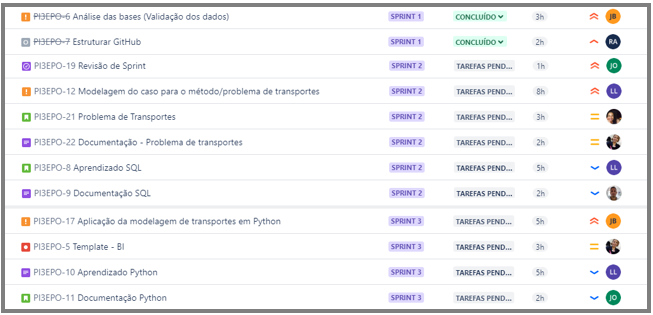 PI3EPO-6 Análise das bases (Validação dos dados) SPRINT 1 CONCLUÍDO 3h JB
PI3EPO-7 Estruturar GitHub SPRINT 1 CONCLUÍDO 2h RA
PI3EPO-19 Revisão de Sprint SPRINT 2 TAREFAS PEND... 1h JO
PI3EPO-12 Modelagem do caso para o método/problema de transportes SPRINT 2 TAREFAS PEND... 8h LL
PI3EPO-21 Problema de Transportes SPRINT 2 TAREFAS PEND... 3h
PI3EPO-22 Documentação - Problema de transportes SPRINT 2 TAREFAS PEND... 2h
PI3EPO-8 Aprendizado SQL SPRINT 2 TAREFAS PEND... 5h LL
PI3EPO-9 Documentação SQL SPRINT 2 TAREFAS PEND... 2h
PI3EPO-17 Aplicação da modelagem de transportes em Python SPRINT 3 TAREFAS PEND... 5h JB
PI3EPO-5 Template - BI SPRINT 3 TAREFAS PEND... 3h
PI3EPO-10 Aprendizado Python SPRINT 3 TAREFAS PEND... 5h LL
PI3EPO-11 Documentação Python SPRINT 3 TAREFAS PEND... 2h JO